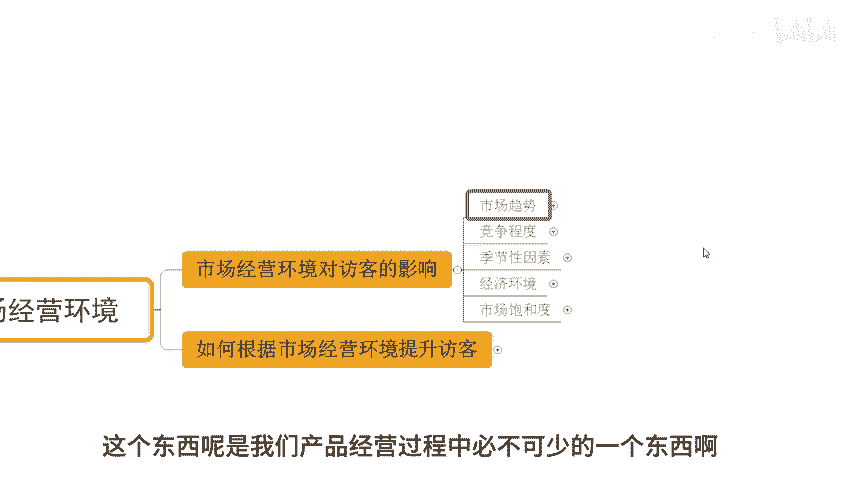 市场趋势
竞争程度
市场经营环境对访客的影响
季节性因素
经济环境
场经营环境
市场饱和度
如何根据市场经营环境提升访客
这个东西呢是我们产品经营过程中必不可少的一个东西啊